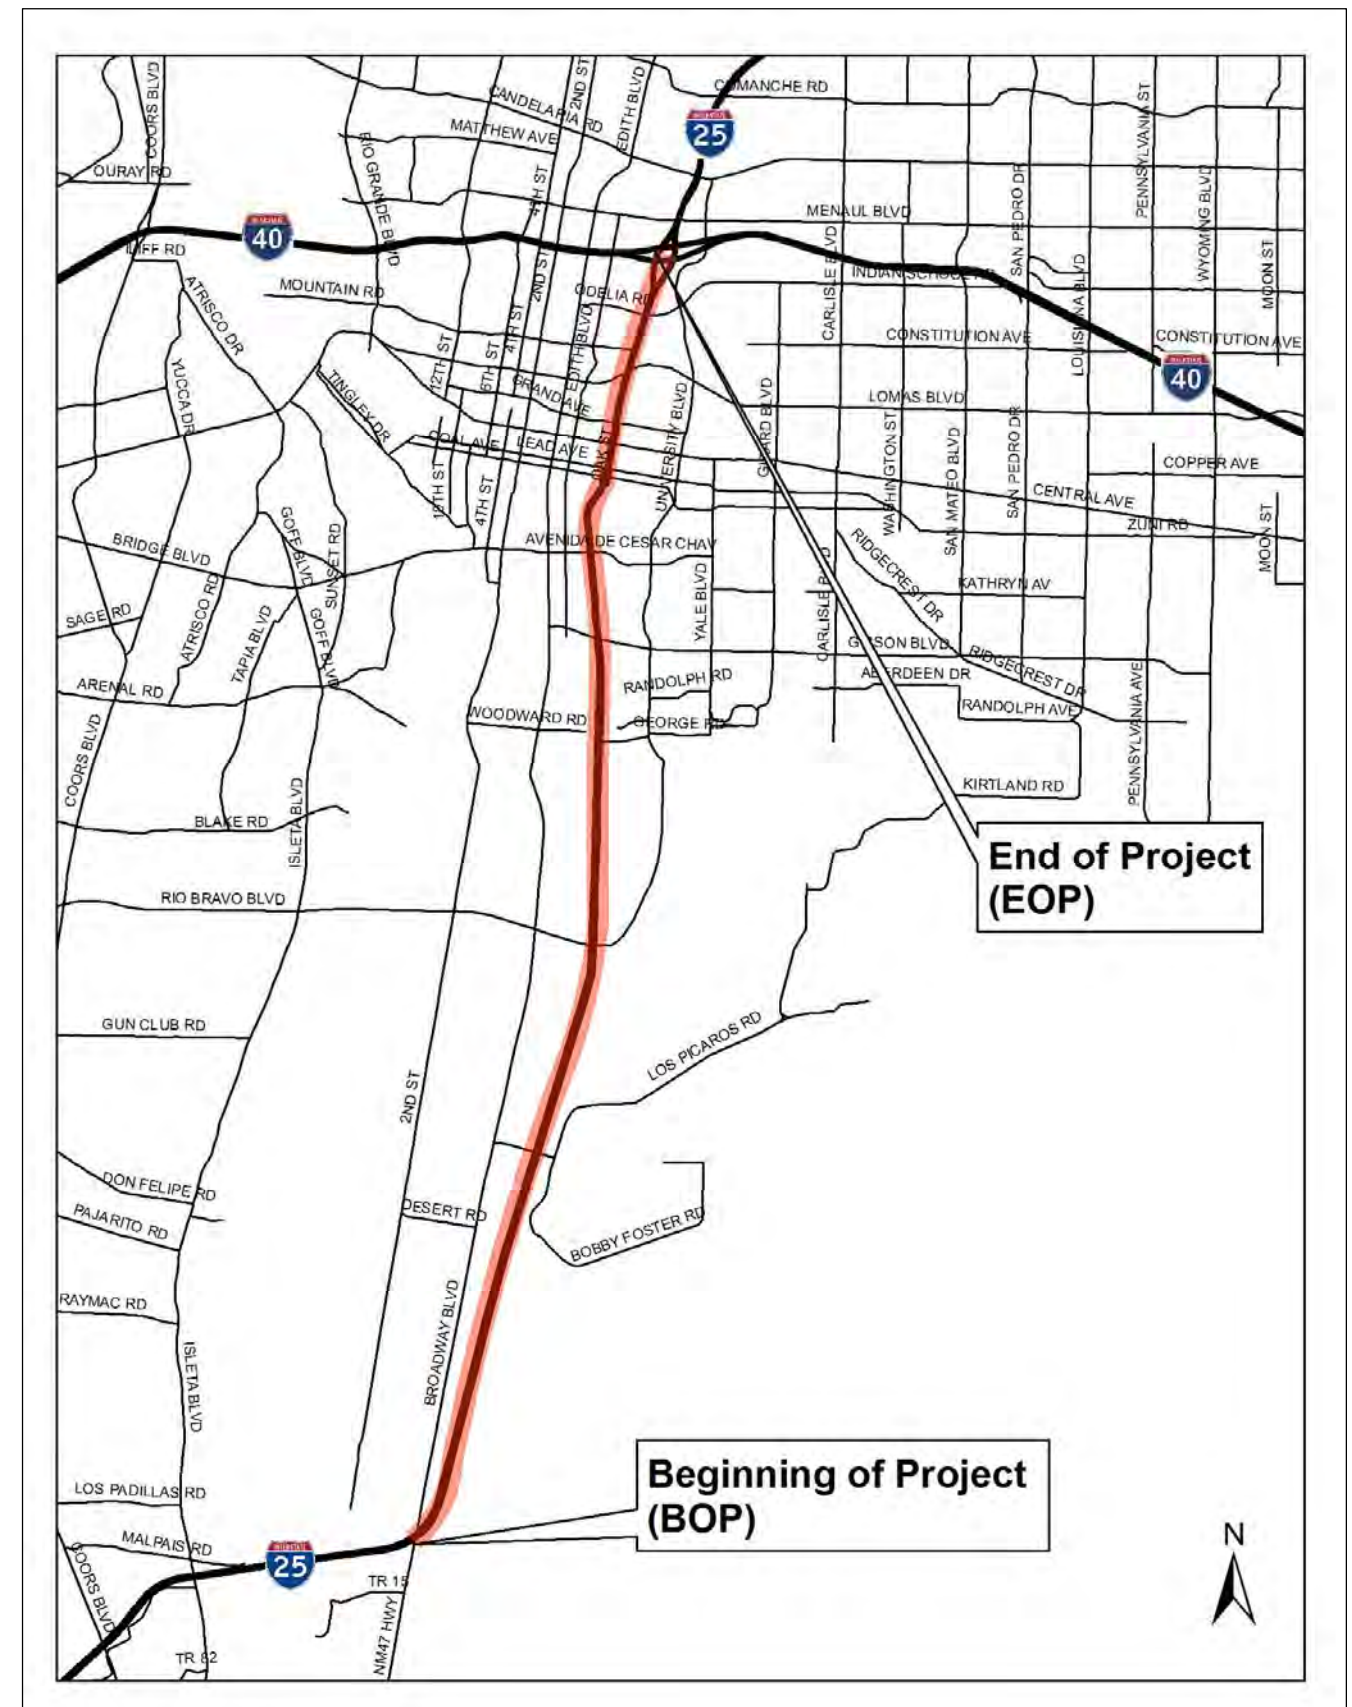 COMANCHE RD
COORS BLVD
2ND ST
EDITH BLVD
CANDELARIA RD
MATTHEW AVE
25
PENNSYLVANIA ST
OURAY RD
RIO GRANDE BLVD
4TH ST
SAN PEDRO DR
WYOMING BLVD
MENAUL BLVD
40
ILIFF RD
CARLISLE BLVD
MOON ST
INDIAN SCHOOL RD
LOUISIANA BLVD
ATRISCO DR
MOUNTAIN RD
2ND ST
ODELIA RD
4TH ST
EDITH BLVD
CONSTITUTION AVE
CONSTITUTION AVE
12TH ST
6TH ST
40
YUCCA DR
TINGLEY DR
GRAND AVE
UNIVERSITY BLVD
GIRARD BLVD
LOMAS BLVD
WASHINGTON ST
SAN MATEO BLVD
SAN PEDRO DR
COAL AVE
LEAD AVE
OAK ST
COPPER AVE
10TH ST
4TH ST
CENTRAL AVE
ZUNI RD
MOON ST
BRIDGE BLVD
GOFF BLVD
SUNSET RD
AVENIDA DE CESAR CHAV
RIDGECREST DR
YALE BLVD
CARLISLE BLVD
KATHRYN AV
SAGE RD
ATRISCO RD
TAPIA BLVD
GOFF BLVD
GIBSON BLVD
RIDGECREST DR
ARENAL RD
RANDOLPH RD
ABERDEEN DR
RANDOLPH AVE
PENNSYLVANIA AVE
WOODWARD RD
GEORGE RD
COORS BLVD
ISLETA BLVD
KIRTLAND RD
BLAKE RD
End of Project
(EOP)
RIO BRAVO BLVD
GUN CLUB RD
LOS PICAROS RD
2ND ST
DON FELIPE RD
PAJARITO RD
DESERT RD
BOBBY FOSTER RD
RAYMAC RD
BROADWAY BLVD
ISLETA BLVD
Beginning of Project
(BOP)
LOS PADILLAS RD
MALPAIS RD
25
COORS BLVD
TR 15
NM47 HWY
TR 82
N